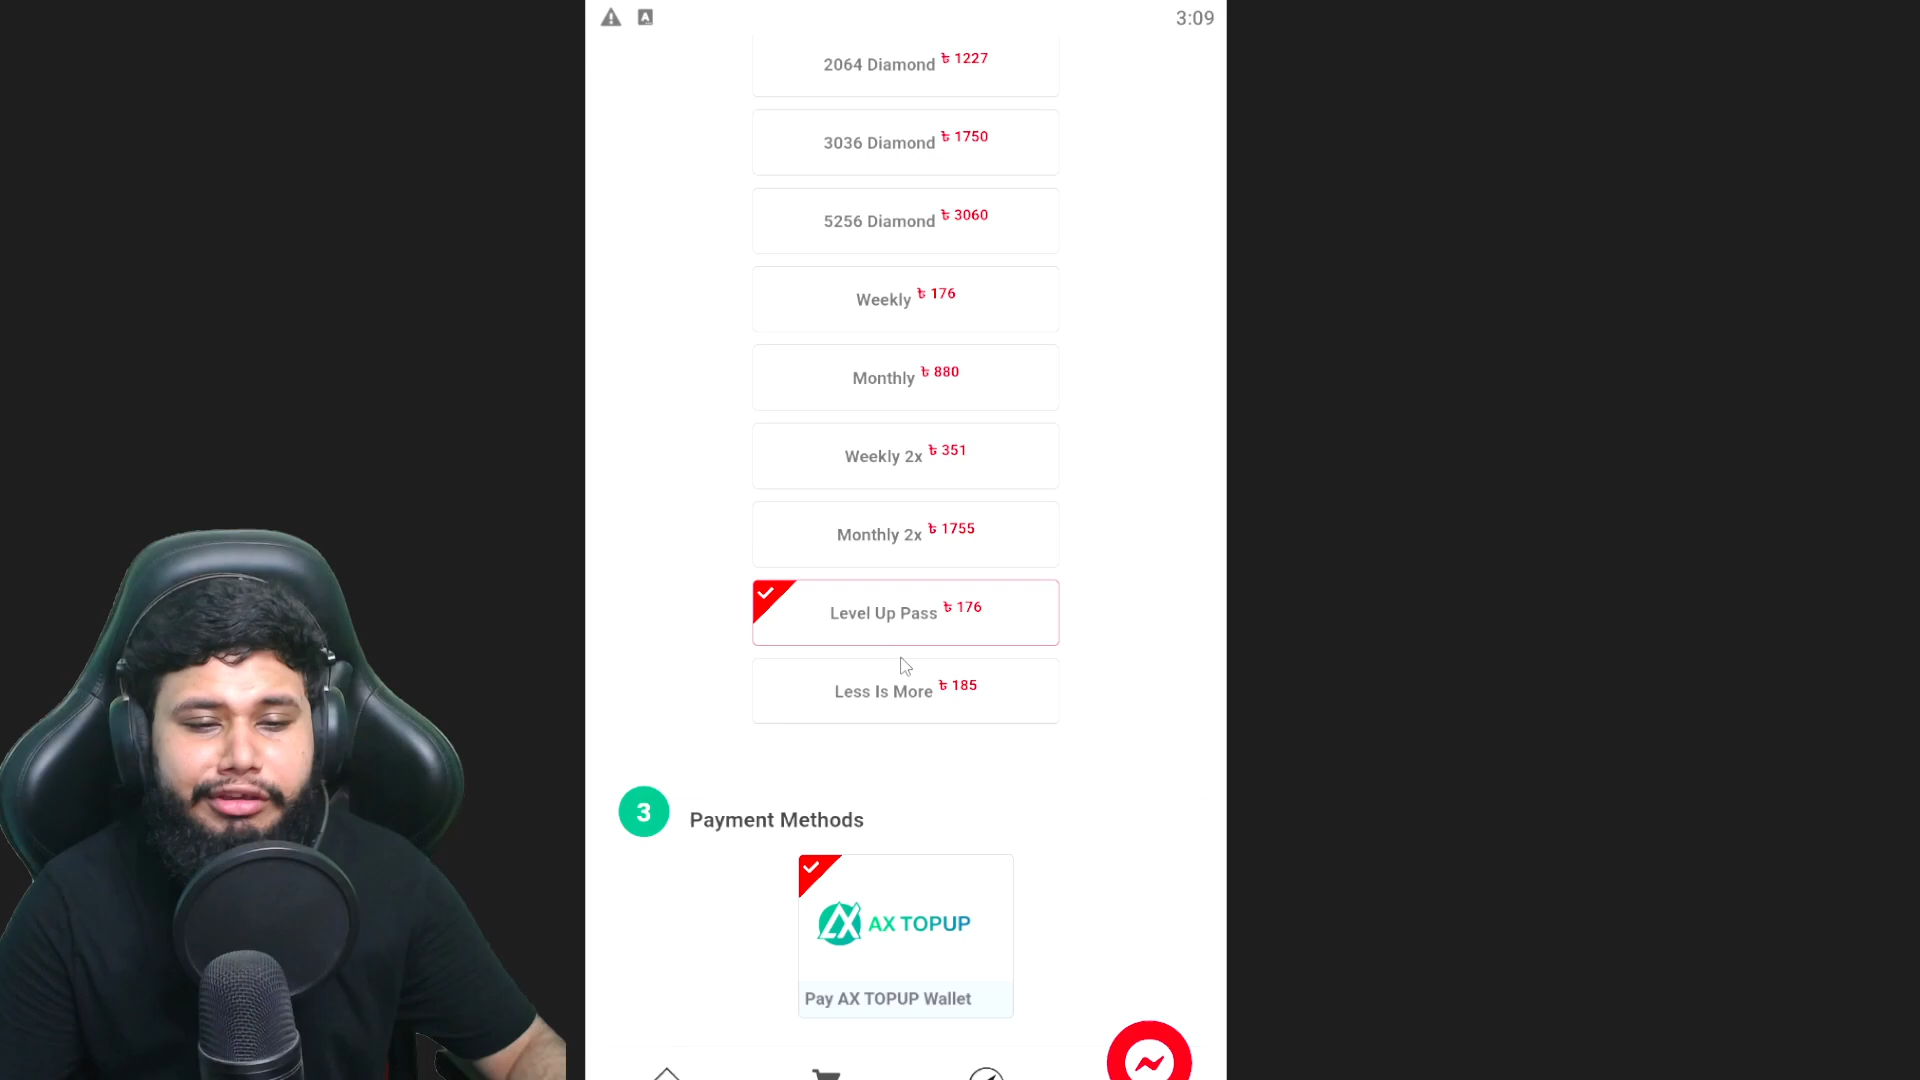 3:09
2064 Diamond ৳ 1227
3036 Diamond ৳ 1750
5256 Diamond ৳ 3060
Weekly ৳ 176
Monthly ৳ 880
Weekly 2x ৳ 351
Monthly 2x ৳ 1755
Level Up Pass ৳ 176
Less Is More ৳ 185
3 Payment Methods
AX TOPUP
Pay AX TOPUP Wallet